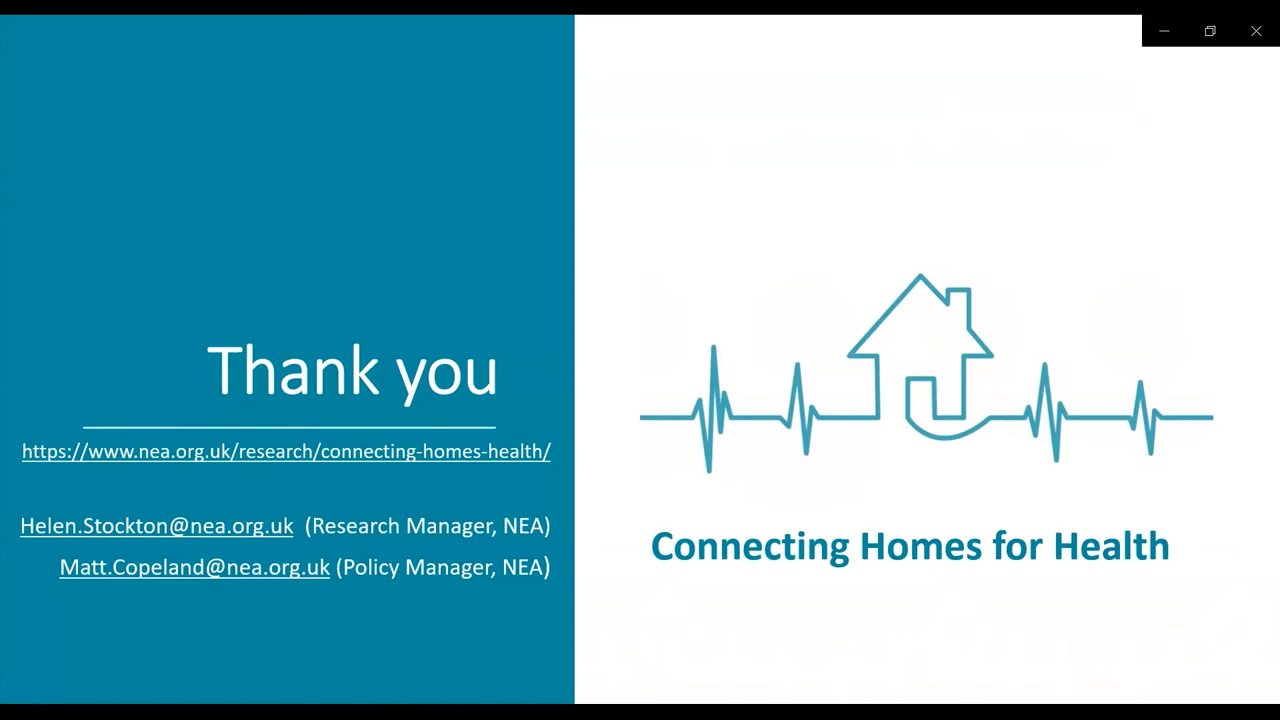 Thank you
https://www.nea.org.uk/research/connecting-homes-health/
Helen.Stockton@nea.org.uk (Research Manager, NEA)
Matt.Copeland@nea.org.uk (Policy Manager, NEA)
Connecting Homes for Health